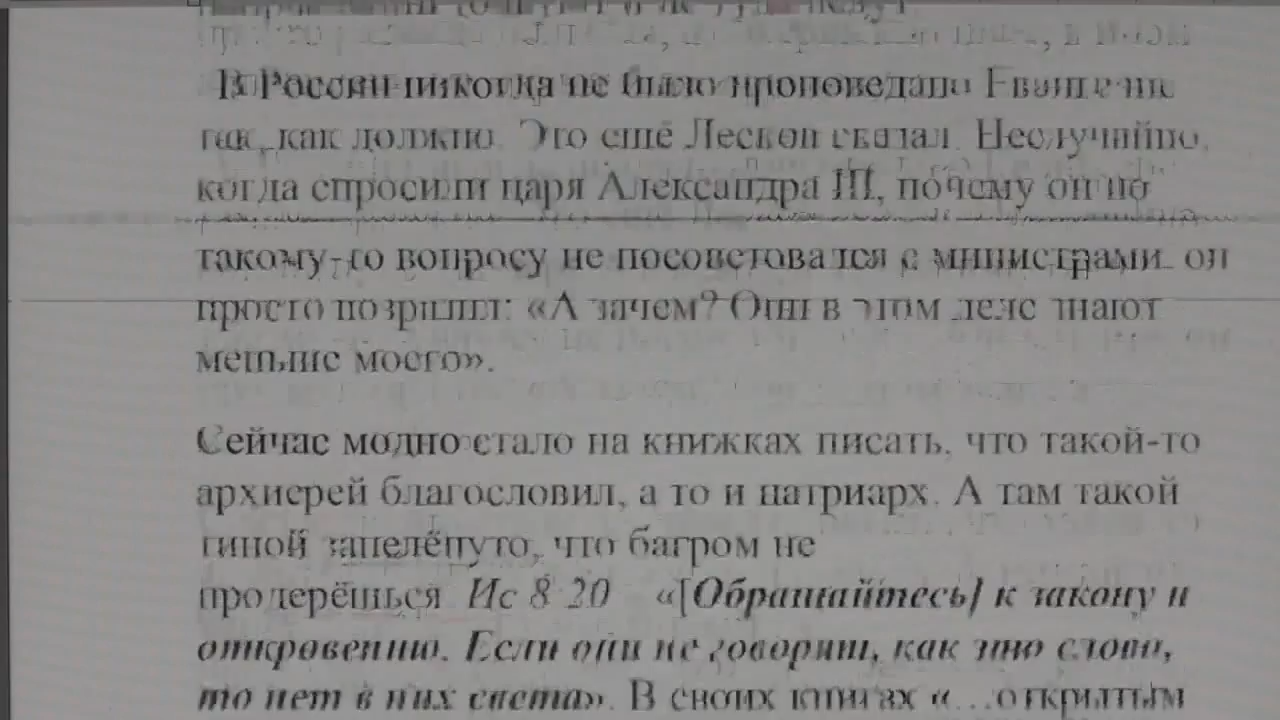 В России никогда не было проповедано Евангелие
так, как должно. Это ещё Лесков сказал. Неслучайно,
когда спросили царя Александра III, почему он по
такому-то вопросу не посоветовался с министрами он
просто : «А зачем? Они в этом деле знают
меньше моего».
Сейчас модно стало на книжках писать, что такой-то
архиерей благословил, а то и патриарх. А там такой
тиной запелёнуто, что багром не
продерёшься Ис 8 20 «[Обращайтесь] к закону и
откровению. Если они не говорят, как это слово,
то нет в них света». В своих книгах «…открытым